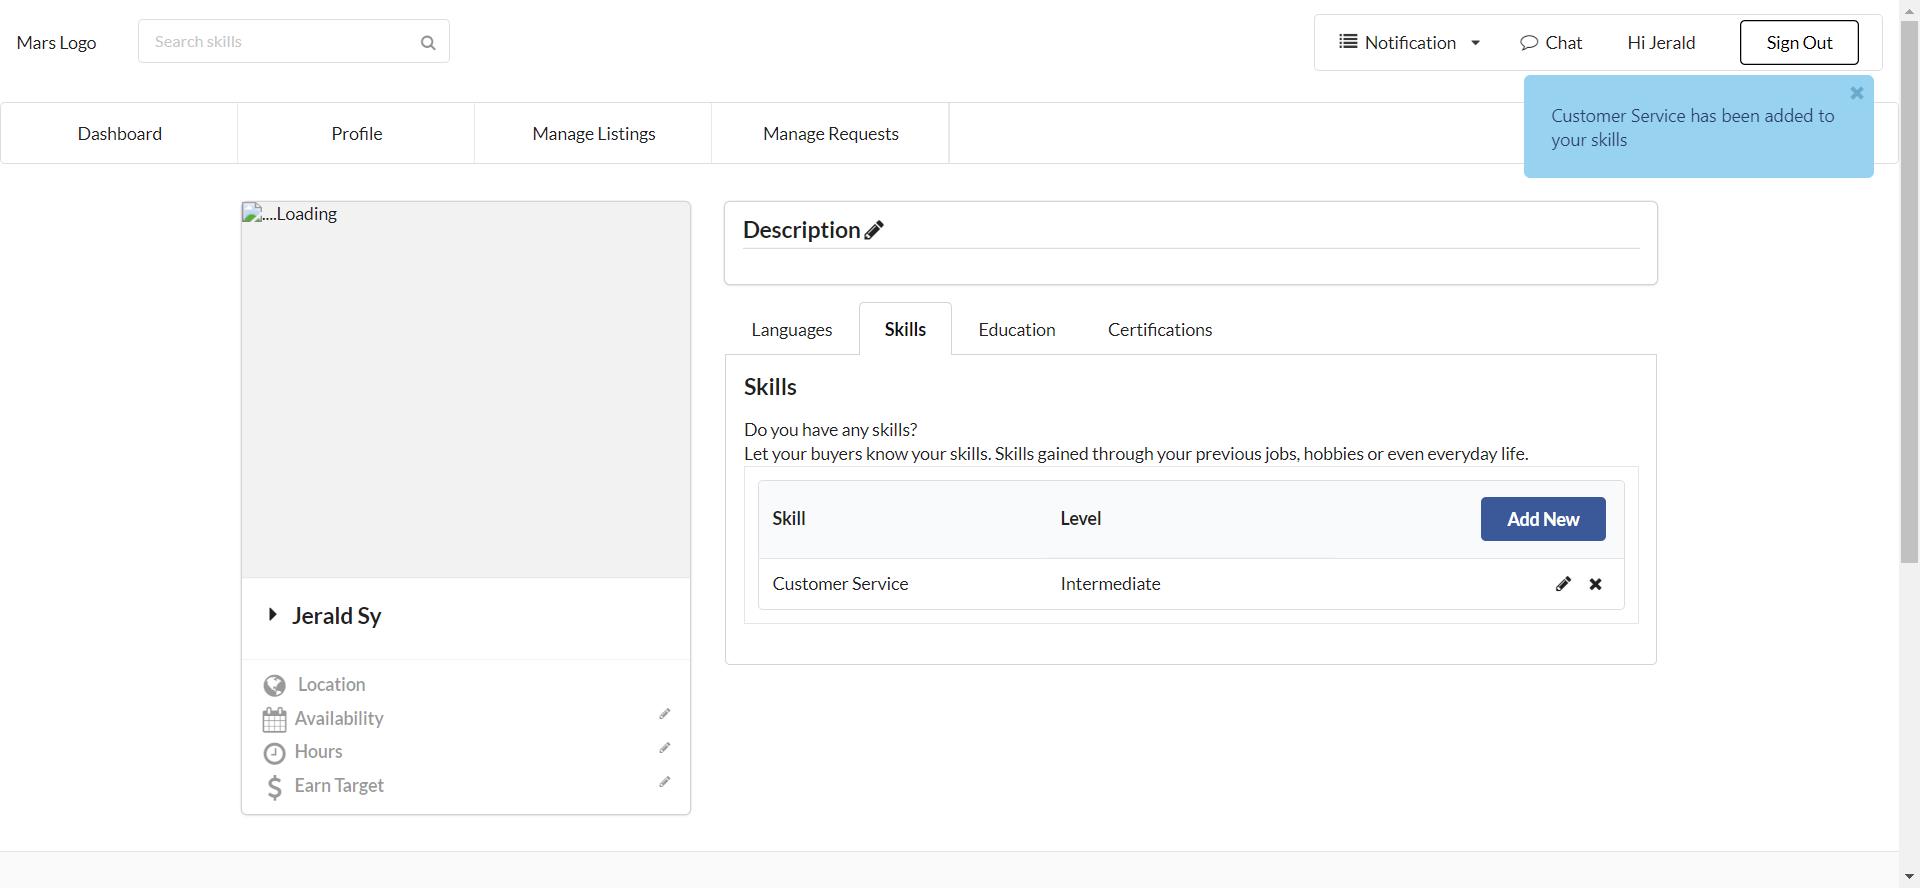 Mars Logo
Search skills
Notification
Chat
Hi Jerald
Sign Out
Customer Service has been added to
your skills
Dashboard
Profile
Manage Listings
Manage Requests
....Loading
Jerald Sy
Location
Availability
Hours
Earn Target
Description
Languages
Skills
Education
Certifications
Skills
Do you have any skills?
Let your buyers know your skills. Skills gained through your previous jobs, hobbies or even everyday life.
Skill
Level
Add New
Customer Service
Intermediate